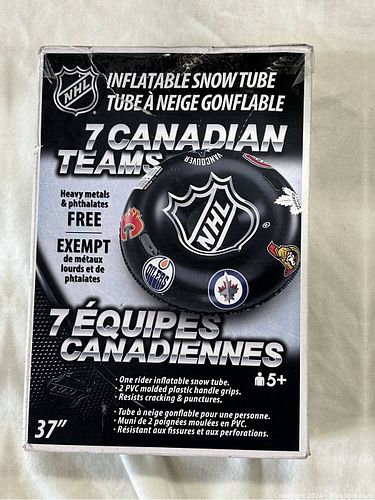 NHL
INFLATABLE SNOW TUBE
TUBE À NEIGE GONFLABLE
7 CANADIAN
TEAMS
VANCOUVER
Heavy metals
& phthalates
FREE
EXEMPT
de métaux
lourds et de
phtalates
NHL
®
OILERS
7 ÉQUIPES
CANADIENNES
5+
· One rider inflatable snow tube.
· 2 PVC molded plastic handle grips.
· Resists cracking & punctures.
· Tube à neige gonflable pour une personne.
· Muni de 2 poignées moulées en PVC.
· Résistant aux fissures et aux perforations.
37"